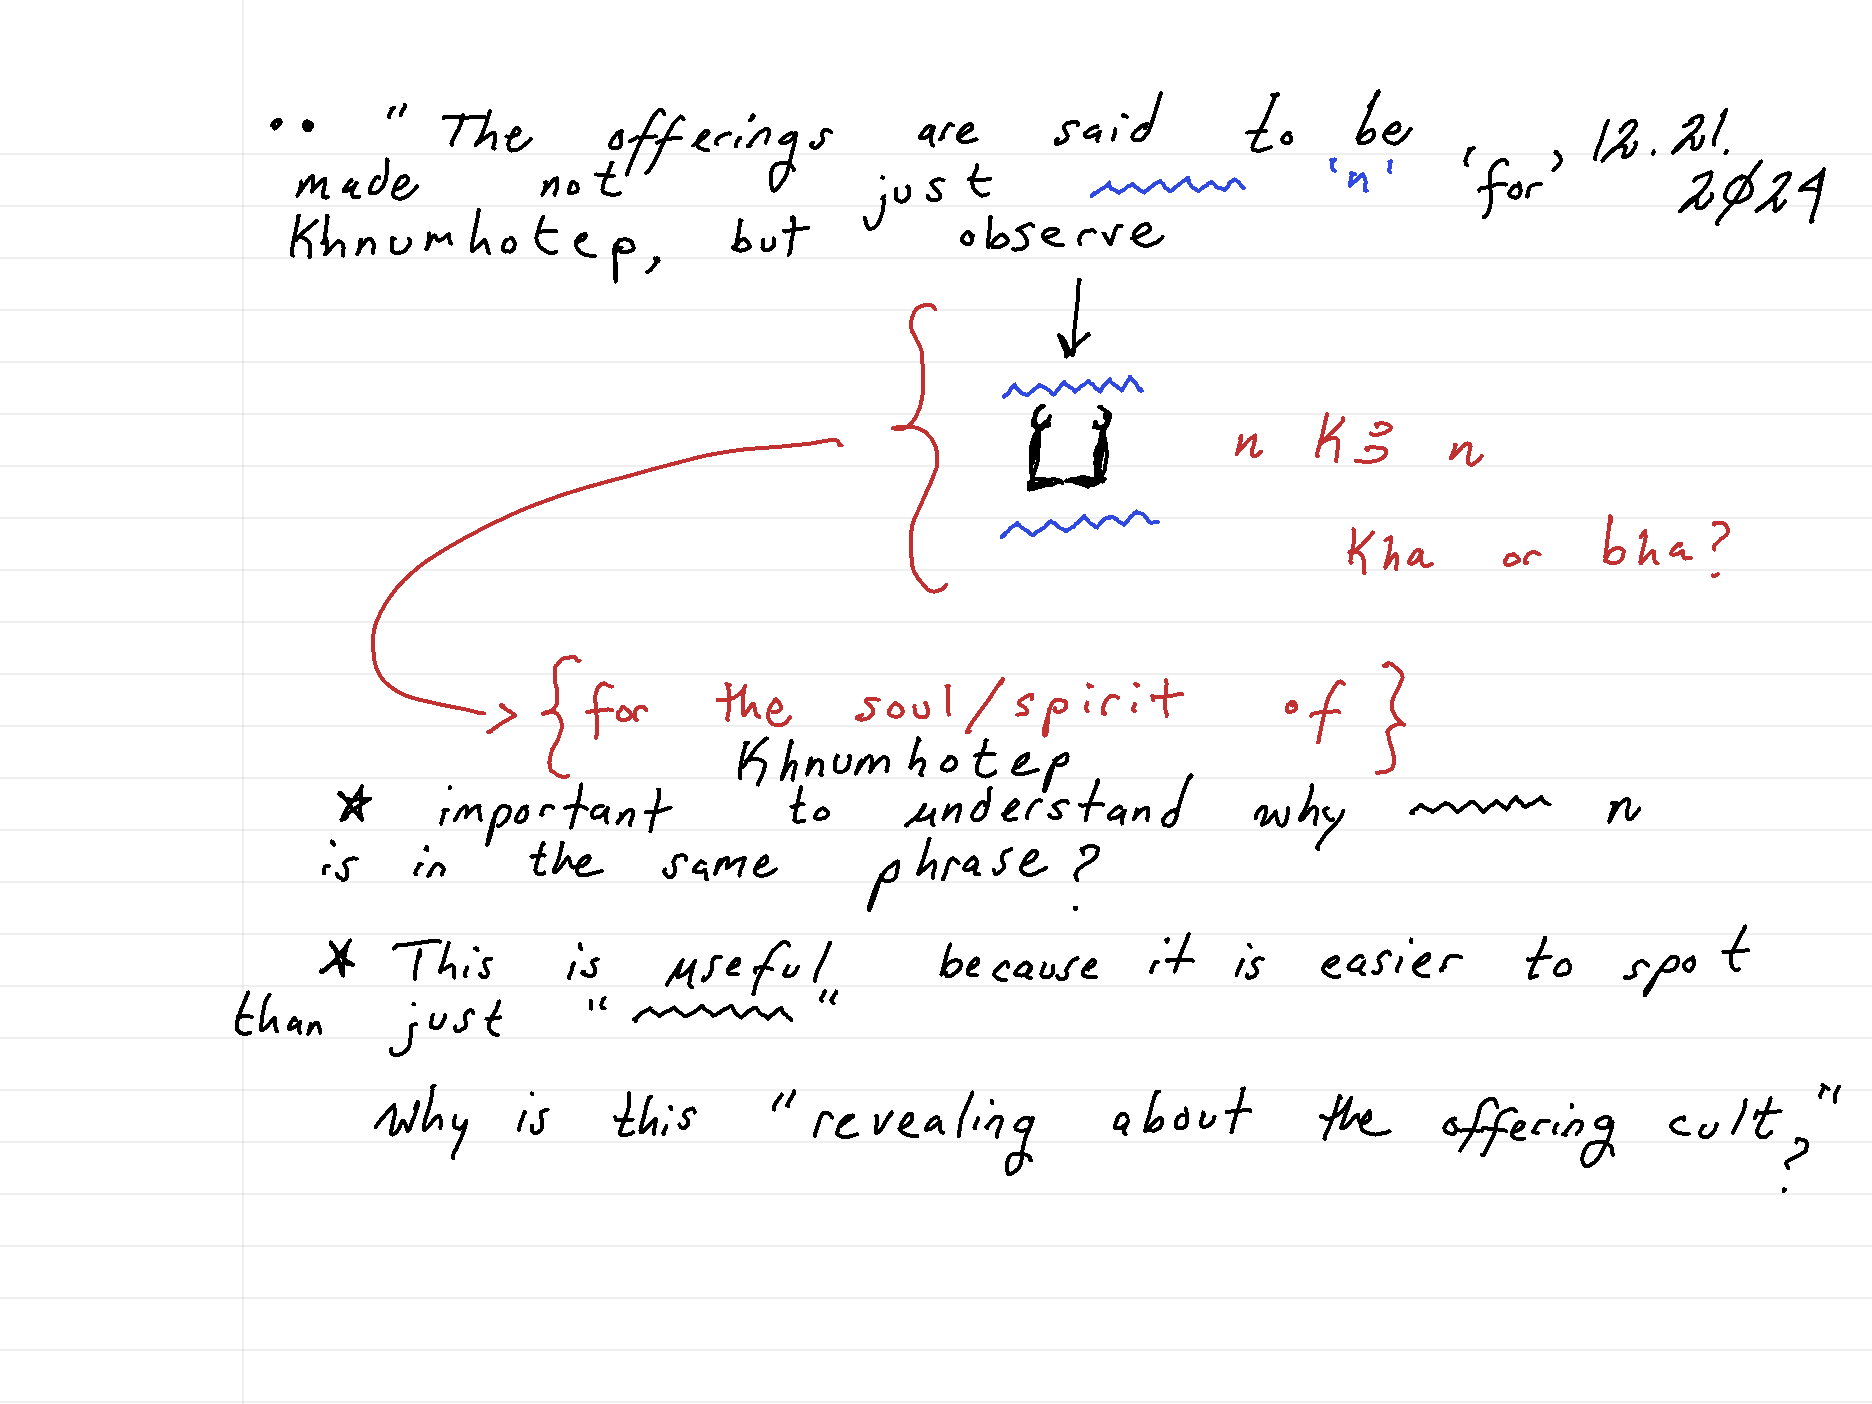 •• "The offerings are said to be 12.21.
made not just 𓈖 'n' 'for' 2024
Khnumhotep, but observe
↓
𓈖
𓂓 n kꜣ n
𓈖
kha or bha?
{for the soul/spirit of}
Khnumhotep
* important to understand why 𓈖 n
is in the same phrase?
* This is useful because it is easier to spot
than just "𓈖"
Why is this "revealing about the offering cult"?